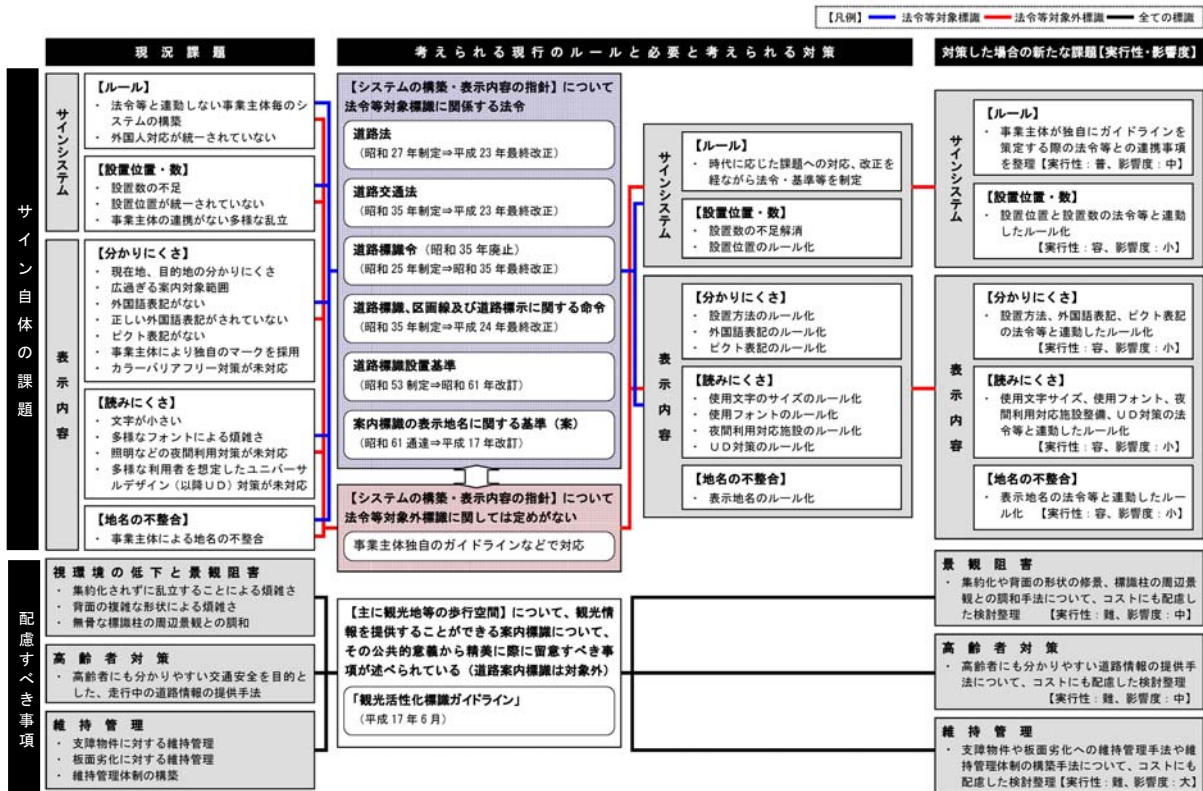 【凡例】 法令等対象標識 法令等対象外標識 全ての標識
現況課題
考えられる現行のルールと必要と考えられる対策
対策した場合の新たな課題【実行性・影響度】
サイン自体の課題
サインシステム
【ルール】
・ 法令等と連動しない事業主体毎のシ
ステムの構築
・ 外国人対応が統一されていない
【設置位置・数】
・ 設置数の不足
・ 設置位置が統一されていない
・ 事業主体の連携がない多様な乱立
表示内容
【分かりにくさ】
・ 現在地、目的地の分かりにくさ
・ 広過ぎる案内対象範囲
・ 外国語表記がない
・ 正しい外国語表記がされていない
・ ピクト表記がない
・ 事業主体により独自のマークを採用
・ カラーバリアフリー対策が未対応
【読みにくさ】
・ 文字が小さい
・ 多様なフォントによる煩雑さ
・ 照明などの夜間利用対策が未対応
・ 多様な利用者を想定したユニバーサ
ルデザイン（以降ＵＤ）対策が未対応
【地名の不整合】
・ 事業主体による地名の不整合
【システムの構築・表示内容の指針】について
法令等対象標識に関係する法令
道路法
（昭和 27 年制定⇒平成 23 年最終改正）
道路交通法
（昭和 35 年制定⇒平成 23 年最終改正）
道路標識令（昭和 35 年廃止）
（昭和 25 年制定⇒昭和 35 年最終改正）
道路標識、区画線及び道路標示に関する命令
（昭和 35 年制定⇒平成 24 年最終改正）
道路標識設置基準
（昭和 53 制定⇒昭和 61 年改訂）
案内標識の表示地名に関する基準（案）
（昭和 61 通達⇒平成 17 年改訂）
【システムの構築・表示内容の指針】について
法令等対象外標識に関しては定めがない
事業主体独自のガイドラインなどで対応
サインシステム
【ルール】
・ 時代に応じた課題への対応、改正を
経ながら法令・基準等を制定
【設置位置・数】
・ 設置数の不足解消
・ 設置位置のルール化
表示内容
【分かりにくさ】
・ 設置方法のルール化
・ 外国語表記のルール化
・ ピクト表記のルール化
【読みにくさ】
・ 使用文字のサイズのルール化
・ 使用フォントのルール化
・ 夜間利用対応施設のルール化
・ ＵＤ対策のルール化
【地名の不整合】
・ 表示地名のルール化
サインシステム
【ルール】
・ 事業主体が独自にガイドラインを
策定する際の法令等との連携事項
を整理【実行性：普、影響度：中】
【設置位置・数】
・ 設置位置と設置数の法令等と連動
したルール化
【実行性：容、影響度：小】
表示内容
【分かりにくさ】
・ 設置方法、外国語表記、ピクト表記
の法令等と連動したルール化
【実行性：容、影響度：小】
【読みにくさ】
・ 使用文字サイズ、使用フォント、夜
間利用対応施設整備、ＵＤ対策の法
令等と連動したルール化
【実行性：容、影響度：小】
【地名の不整合】
・ 表示地名の法令等と連動したルー
ル化 【実行性：容、影響度：小】
配慮すべき事項
視環境の低下と景観阻害
・ 集約化されずに乱立することによる煩雑さ
・ 背面の複雑な形状による煩雑さ
・ 無骨な標識柱の周辺景観との調和
高齢者対策
・ 高齢者にも分かりやすい交通安全を目的
とした、走行中の道路情報の提供手法
維持管理
・ 支障物件に対する維持管理
・ 板面劣化に対する維持管理
・ 維持管理体制の構築
【主に観光地等の歩行空間】について、観光情
報を提供することができる案内標識について、
その公共的意義から精美に際に留意すべき事
項が述べられている（道路案内標識は対象外）
「観光活性化標識ガイドライン」
（平成 17 年 6 月）
景観阻害
・ 集約化や背面の形状の修景、標識柱の周辺景
観との調和手法について、コストにも配慮し
た検討整理 【実行性：難、影響度：中】
高齢者対策
・ 高齢者にも分かりやすい道路情報の提供手
法について、コストにも配慮した検討整理
【実行性：難、影響度：中】
維持管理
・ 支障物件や板面劣化への維持管理手法や維
持管理体制の構築手法について、コストにも
配慮した検討整理【実行性：難、影響度：大】